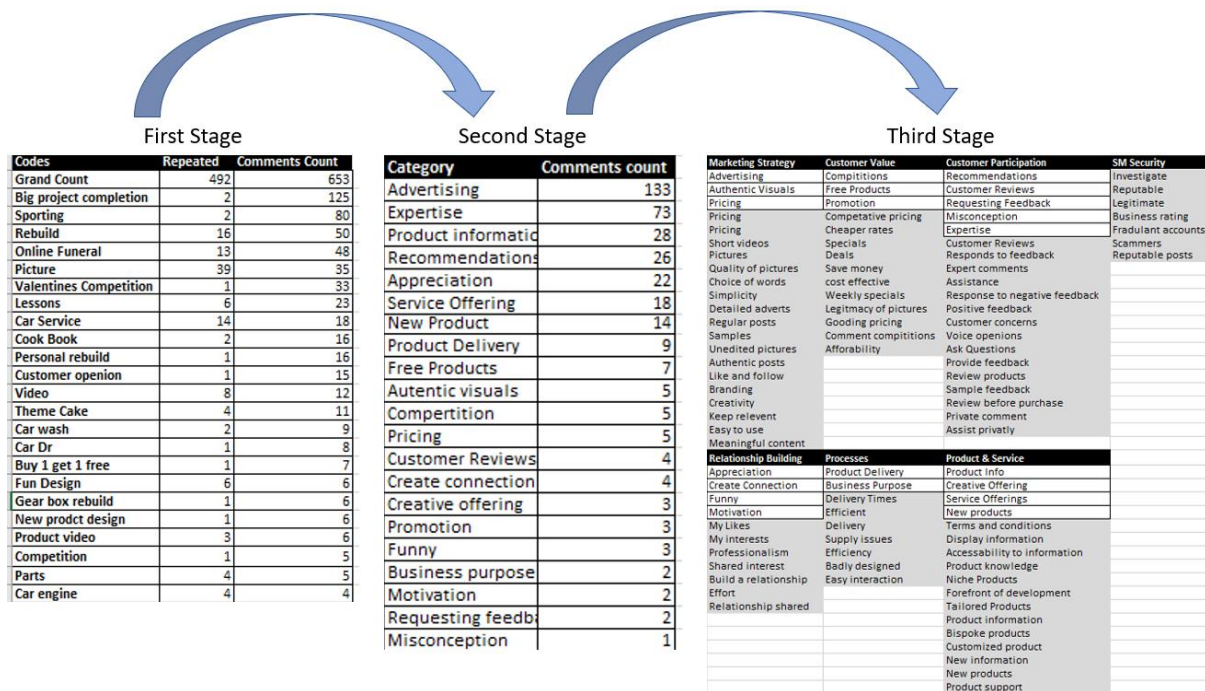 First Stage
Second Stage
Third Stage
Codes Repeated Comments Count
Grand Count 492 653
Big project completion 2 125
Sporting 2 80
Rebuild 16 50
Online Funeral 13 48
Picture 39 35
Valentines Competition 1 33
Lessons 6 23
Car Service 14 18
Cook Book 2 16
Personal rebuild 1 16
Customer openion 1 15
Video 8 12
Theme Cake 4 11
Car wash 2 9
Car Dr 1 8
Buy 1 get 1 free 1 7
Fun Design 6 6
Gear box rebuild 1 6
New prodct design 1 6
Product video 3 6
Competition 1 5
Parts 4 5
Car engine 4 4
Category Comments count
Advertising 133
Expertise 73
Product informatio 28
Recommendations 26
Appreciation 22
Service Offering 18
New Product 14
Product Delivery 9
Free Products 7
Autentic visuals 5
Compertition 5
Pricing 5
Customer Reviews 4
Create connection 4
Creative offering 3
Promotion 3
Funny 3
Business purpose 2
Motivation 2
Requesting feedba 2
Misconception 1
Marketing Strategy Customer Value Customer Participation SM Security
Advertising Compititions Recommendations Investigate
Authentic Visuals Free Products Customer Reviews Reputable
Pricing Promotion Requesting Feedback Legitimate
Pricing Competative pricing Misconception Business rating
Pricing Cheaper rates Expertise Fradulant accounts
Short videos Specials Customer Reviews Scammers
Pictures Deals Responds to feedback Reputable posts
Quality of pictures Save money Expert comments
Choice of words cost effective Assistance
Simplicity Weekly specials Response to negative feedback
Detailed adverts Legitmacy of pictures Positive feedback
Regular posts Gooding pricing Customer concerns
Samples Comment compititions Voice openions
Unedited pictures Afforability Ask Questions
Authentic posts Provide feedback
Like and follow Review products
Branding Sample feedback
Creativity Review before purchase
Keep relevent Private comment
Easy to use Assist privatly
Meaningful content
Relationship Building Processes Product & Service
Appreciation Product Delivery Product Info
Create Connection Business Purpose Creative Offering
Funny Delivery Times Service Offerings
Motivation Efficient New products
My Likes Delivery Terms and conditions
My interests Supply issues Display information
Professionalism Efficiency Accessability to information
Shared interest Badly designed Product knowledge
Build a relationship Easy interaction Niche Products
Effort Forefront of development
Relationship shared Tailored Products
Product information
Bespoke products
Customized product
New information
New products
Product support